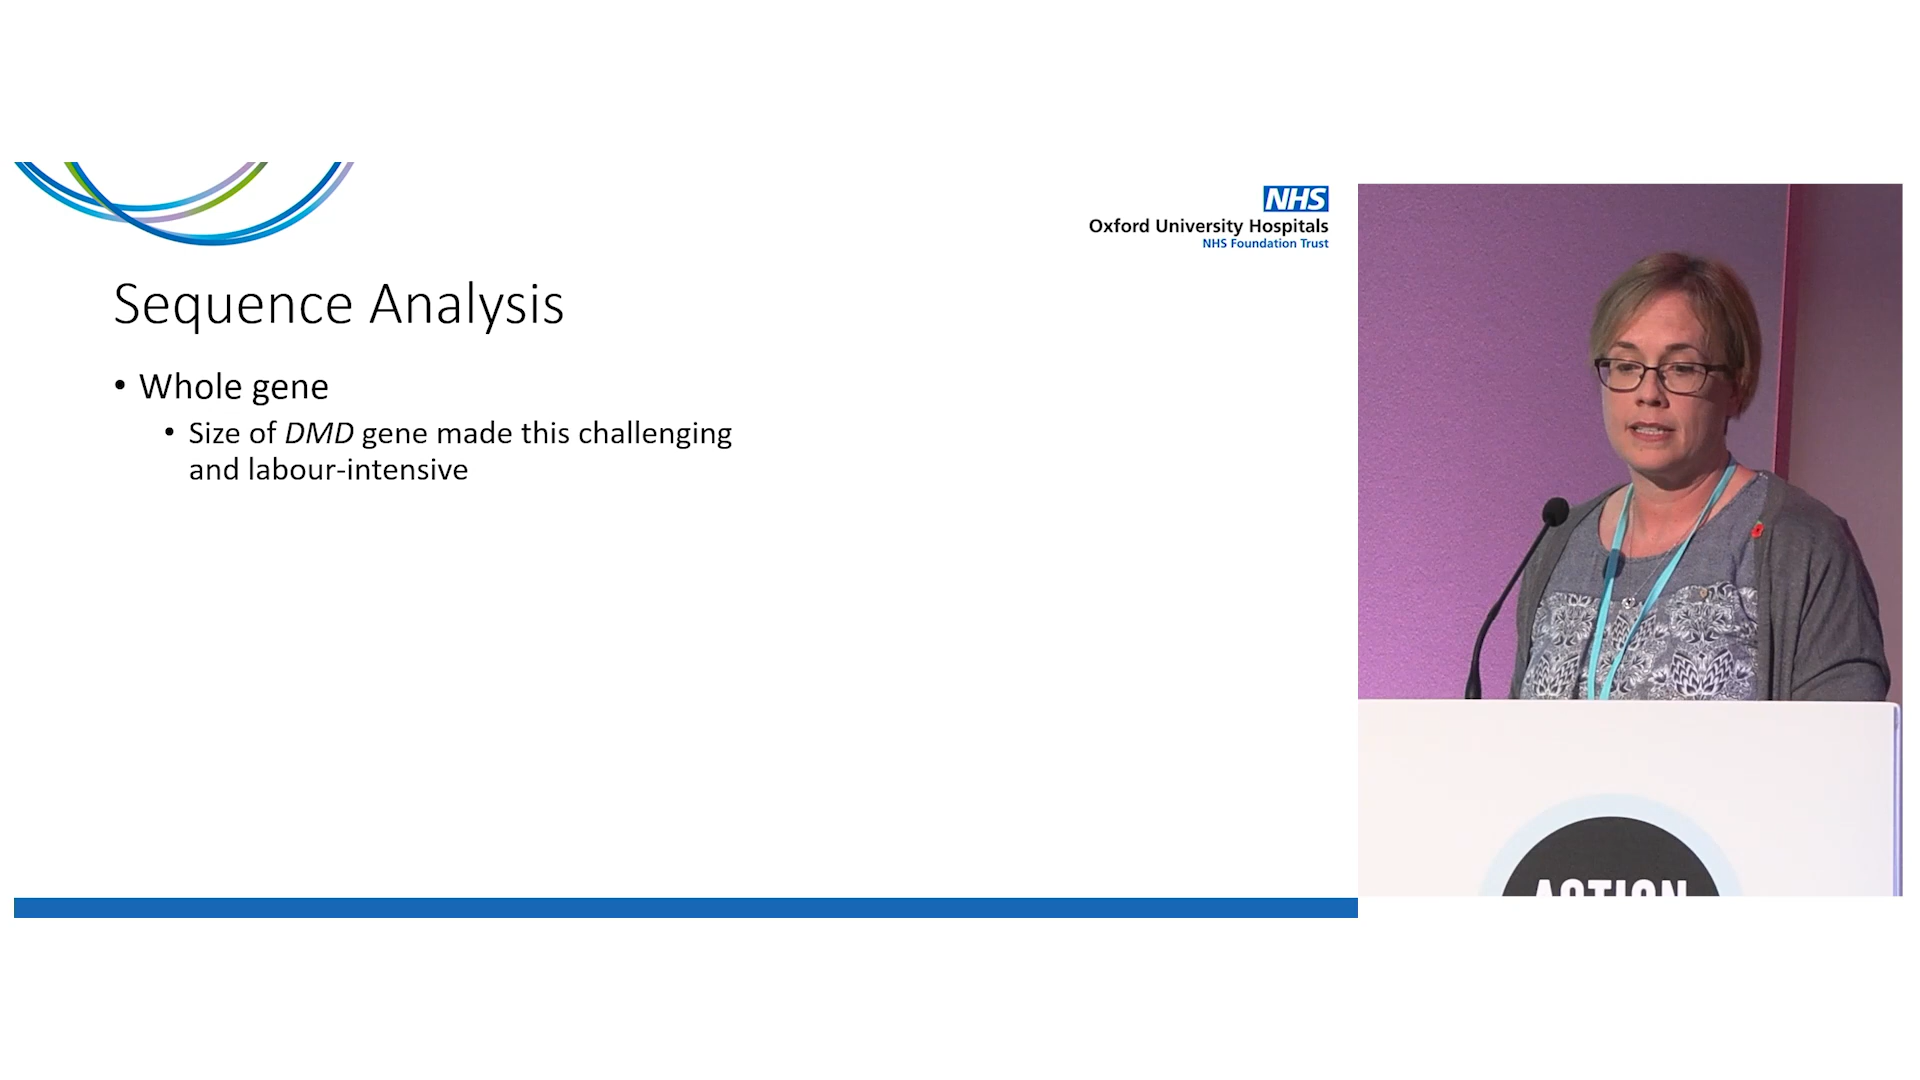 NHS
Oxford University Hospitals
NHS Foundation Trust
Sequence Analysis
• Whole gene
• Size of DMD gene made this challenging
and labour-intensive
ACTION